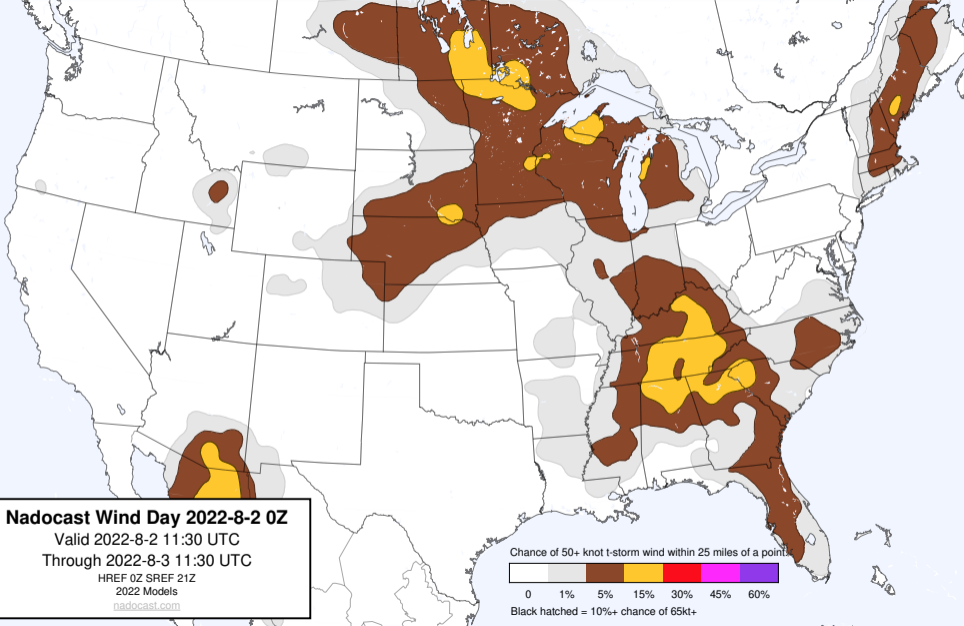 Nadocast Wind Day 2022-8-2 0Z
Valid 2022-8-2 11:30 UTC
Through 2022-8-3 11:30 UTC
HREF 0Z SREF 21Z
2022 Models
nadocast.com
Chance of 50+ knot t-storm wind within 25 miles of a point.
0 1% 5% 15% 30% 45% 60%
Black hatched = 10%+ chance of 65kt+